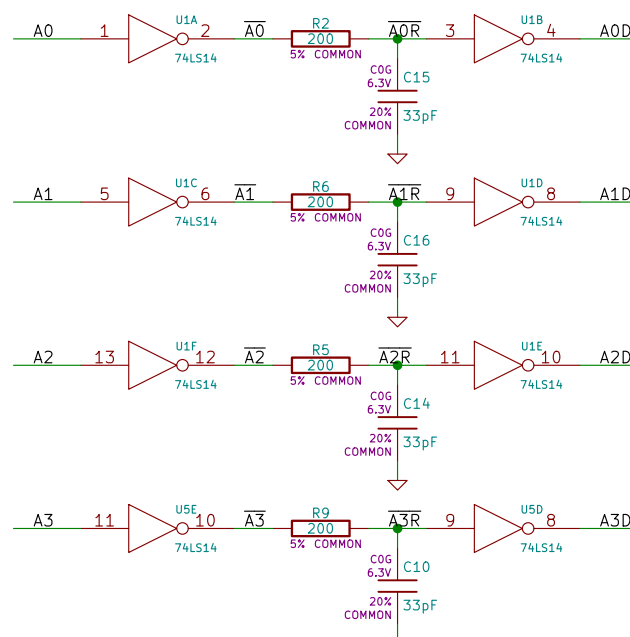 U1A R2 U1B
A0 1 2 A0 200 A0R 3 4 A0D
74LS14 5% COMMON 74LS14
C0G
6.3V C15
20% 33pF
COMMON
U1C R6 U1D
A1 5 6 A1 200 A1R 9 8 A1D
74LS14 5% COMMON 74LS14
C0G
6.3V C16
20% 33pF
COMMON
U1F R5 U1E
A2 13 12 A2 200 A2R 11 10 A2D
74LS14 5% COMMON 74LS14
C0G
6.3V C14
20% 33pF
COMMON
U5E R9 U5D
A3 11 10 A3 200 A3R 9 8 A3D
74LS14 5% COMMON 74LS14
C0G
6.3V C10
20% 33pF
COMMON